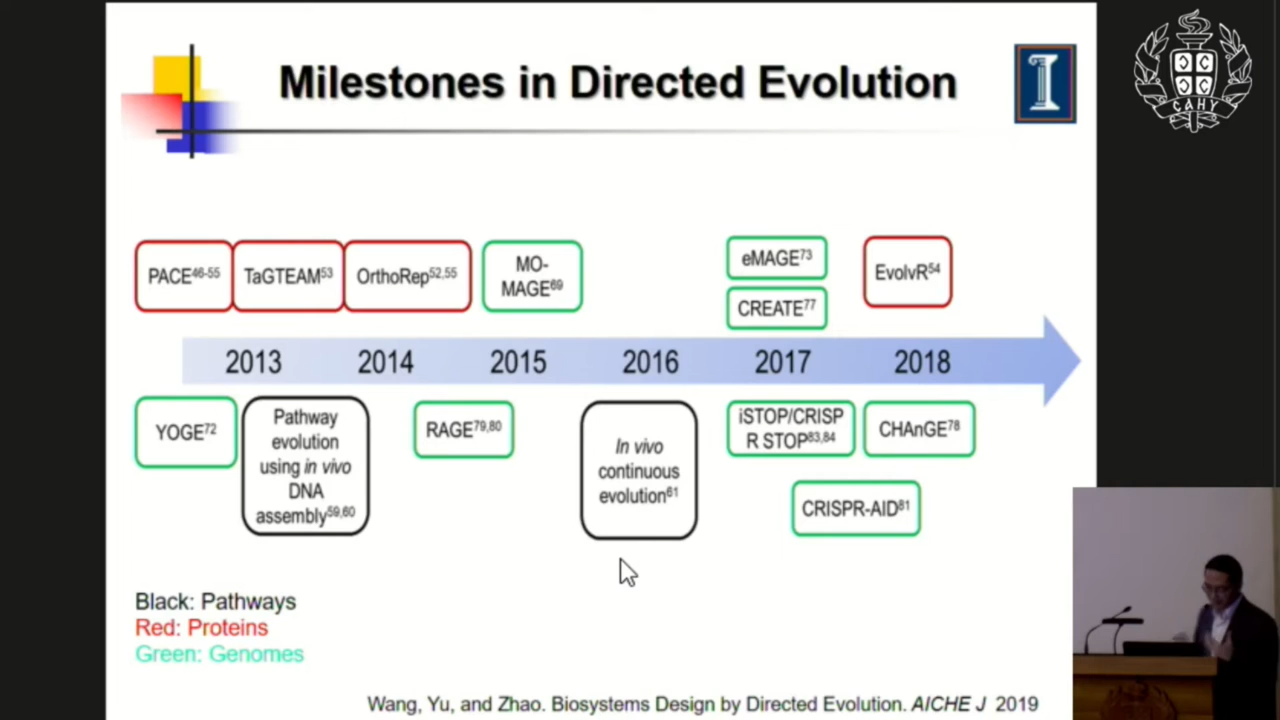 Milestones in Directed Evolution
PACE46-55
TaGTEAM53
OrthoRep52,55
MO-
MAGE69
eMAGE73
CREATE77
EvolvR54
2013
2014
2015
2016
2017
2018
YOGE72
Pathway
evolution
using in vivo
DNA
assembly59,60
RAGE79,80
In vivo
continuous
evolution61
iSTOP/CRISP
R STOP83,84
CHAnGE78
CRISPR-AID81
Black: Pathways
Red: Proteins
Green: Genomes
Wang, Yu, and Zhao. Biosystems Design by Directed Evolution. AICHE J 2019
САНУ